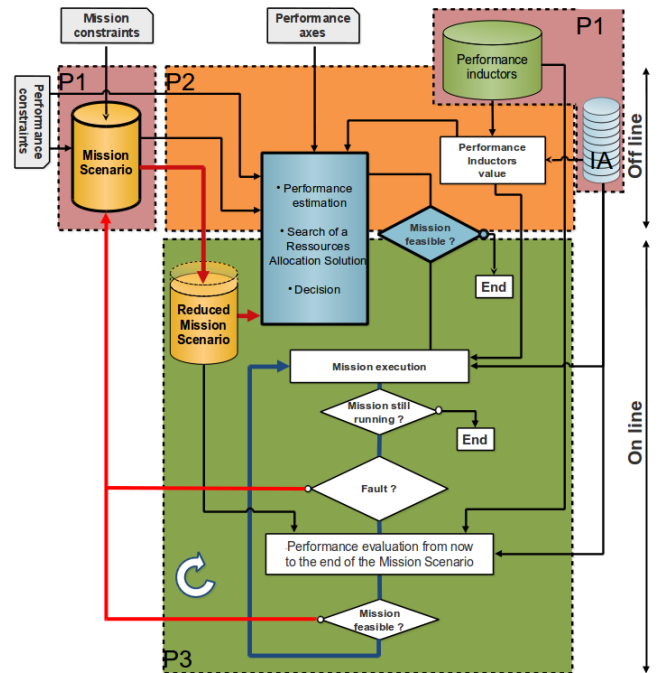 Mission
constraints
Performance
axes
P1
P1
P2
Performance
constraints
Performance
inductors
Mission
Scenario
IA
Off line
Performance
Inductors
value
• Performance
estimation
• Search of a
Ressources
Allocation Solution
• Decision
Mission
feasible ?
End
Reduced
Mission
Scenario
Mission execution
On line
Mission still
running ?
End
Fault ?
Performance evaluation from now
to the end of the Mission Scenario
Mission
feasible ?
P3